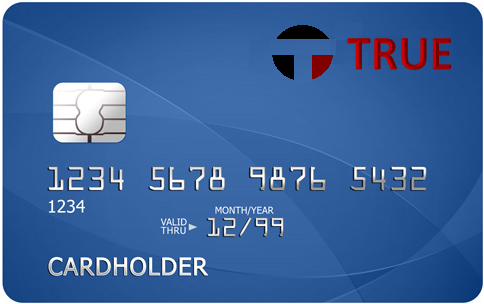 TRUE
1234 5678 9876 5432
1234
MONTH/YEAR
VALID
THRU
12/99
CARDHOLDER